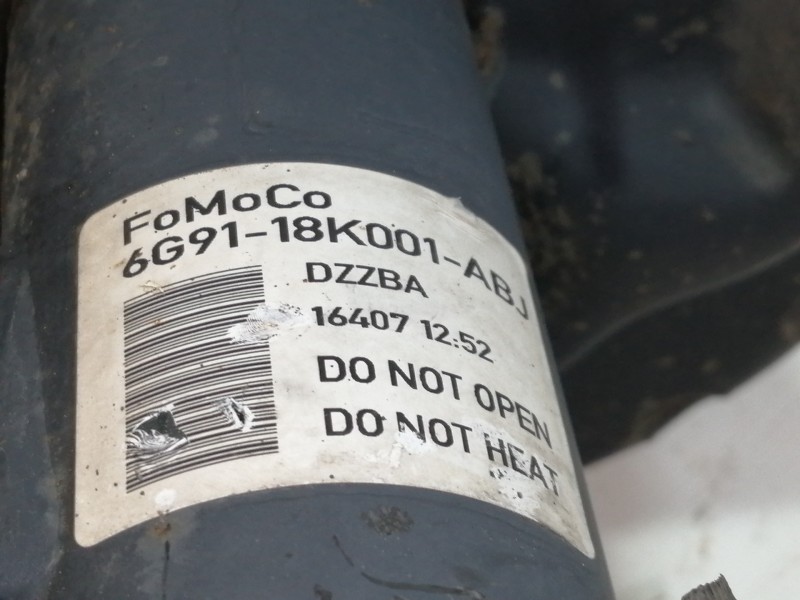 FoMoCo
6G91-18K001-ABJ
DZZBA
16407 12:52
DO NOT OPEN
DO NOT HEAT